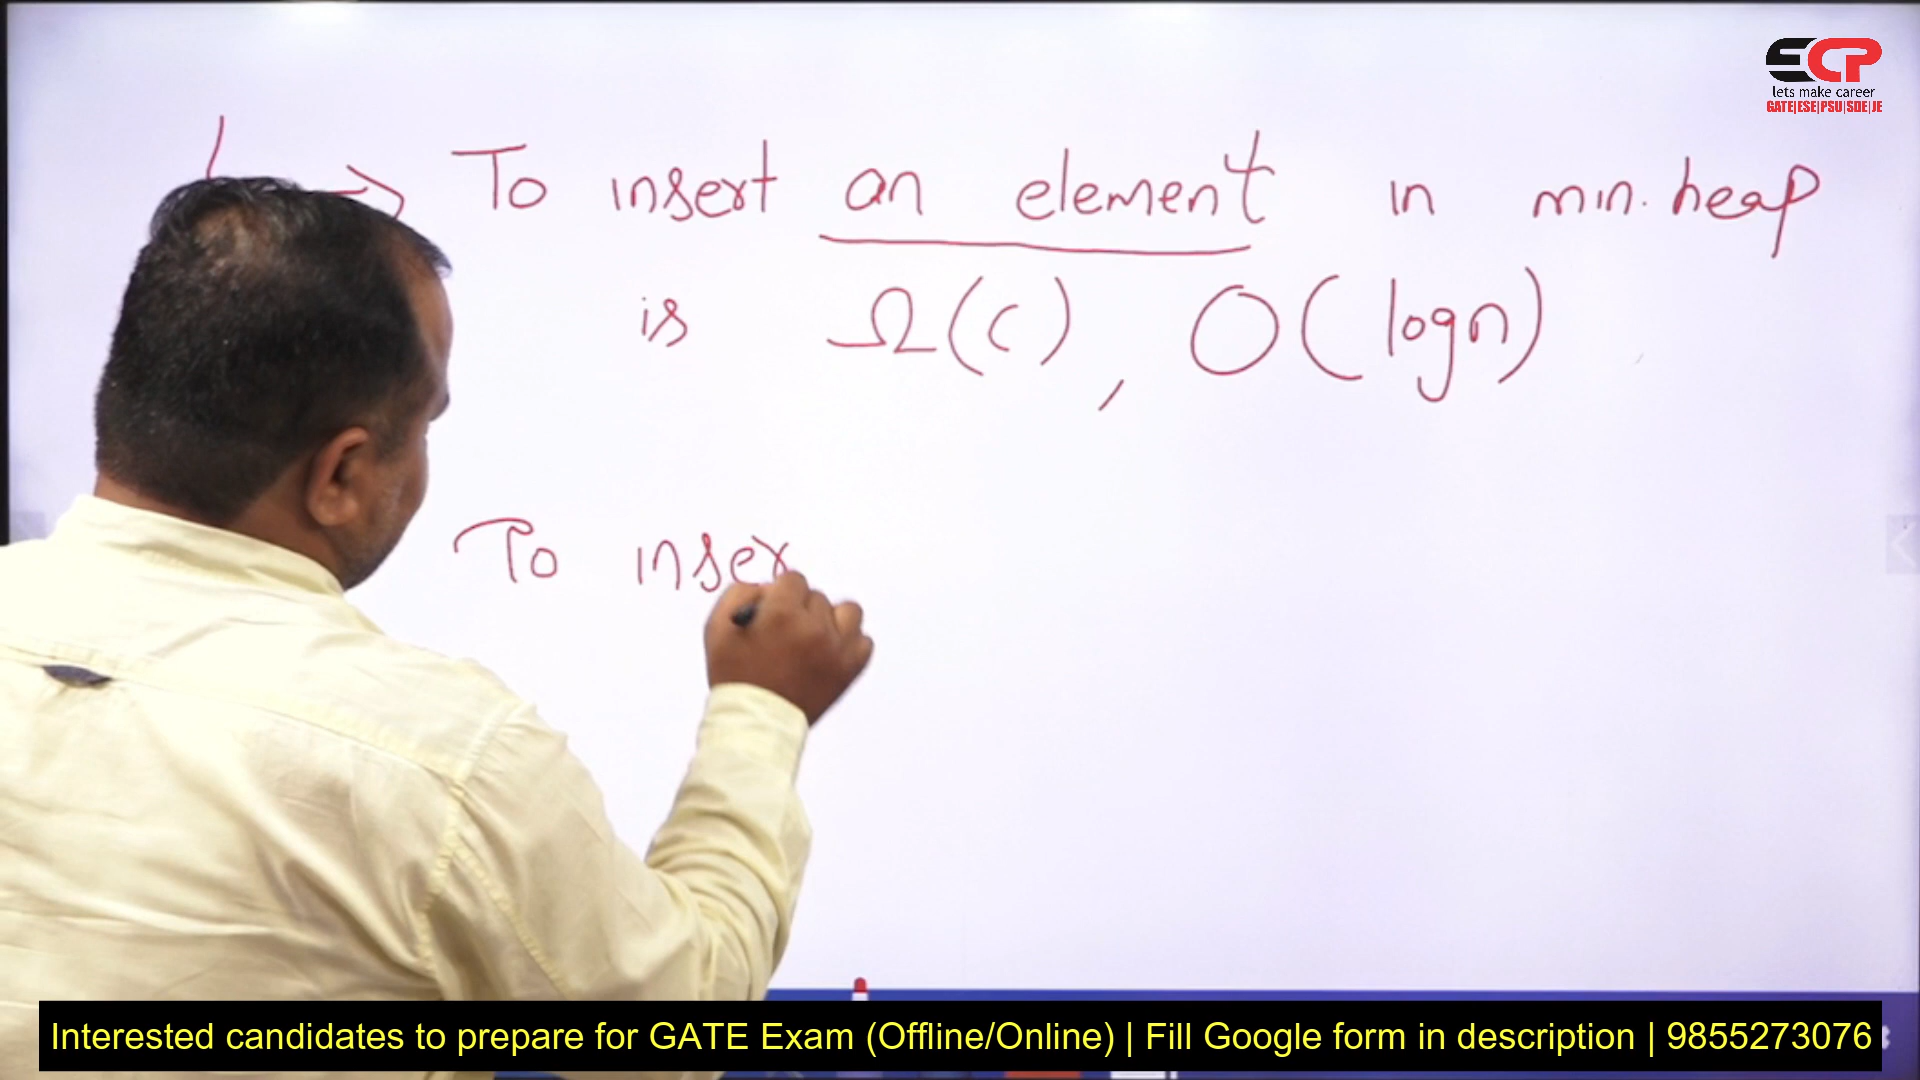 ECP
lets make career
GATE|ESE|PSU|SDE|JE
To insert an element in min. heap
is Ω(c), O(logn)
To inser
Interested candidates to prepare for GATE Exam (Offline/Online) | Fill Google form in description | 9855273076